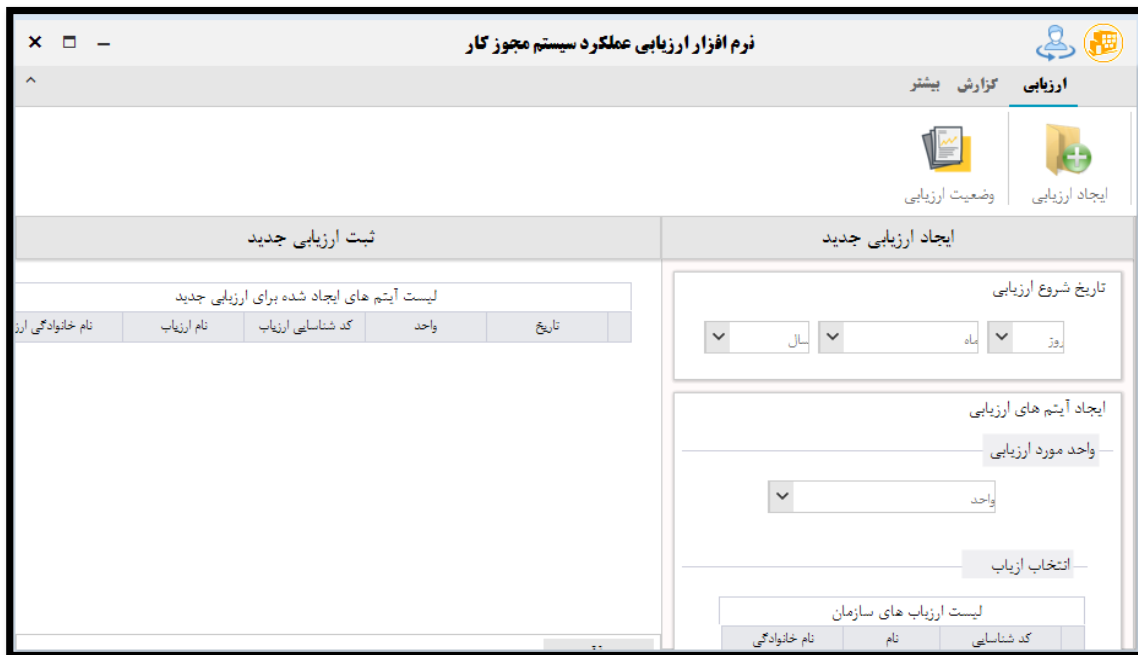 نرم افزار ارزیابی عملکرد سیستم مجوز کار
ارزیابی گزارش بیشتر
ایجاد ارزیابی
وضعیت ارزیابی
ایجاد ارزیابی جدید
تاریخ شروع ارزیابی
روز ماه سال
ایجاد آیتم های ارزیابی
واحد مورد ارزیابی
واحد
انتخاب ازیاب
لیست ارزیاب های سازمان
کد شناسایی نام نام خانوادگی
ثبت ارزیابی جدید
لیست آیتم های ایجاد شده برای ارزیابی جدید
تاریخ واحد کد شناسایی ارزیاب نام ارزیاب نام خانوادگی ارز